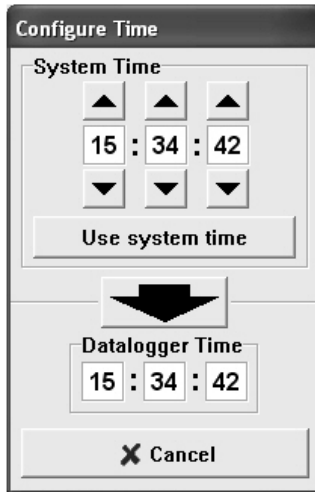 Configure Time
System Time
15 : 34 : 42
Use system time
Datalogger Time
15 : 34 : 42
Cancel